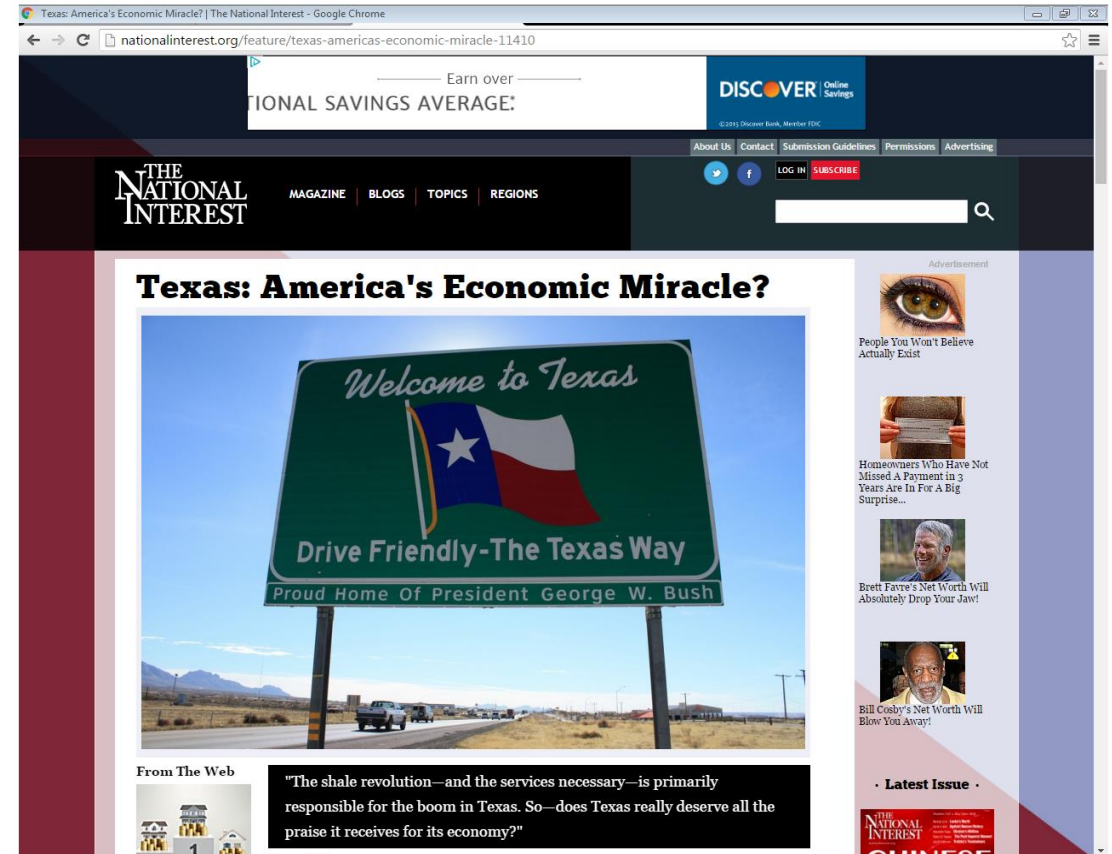 Texas: America's Economic Miracle? | The National Interest - Google Chrome
nationalinterest.org/feature/texas-americas-economic-miracle-11410
Earn over
TIONAL SAVINGS AVERAGE.*
DISCOVER Online
Savings
©2015 Discover Bank, Member FDIC
About Us Contact Submission Guidelines Permissions Advertising
THE
NATIONAL
INTEREST
MAGAZINE BLOGS TOPICS REGIONS
LOG IN SUBSCRIBE
Texas: America's Economic Miracle?
Welcome to Texas
Drive Friendly-The Texas Way
Proud Home Of President George W. Bush
From The Web
1
"The shale revolution—and the services necessary—is primarily
responsible for the boom in Texas. So—does Texas really deserve all the
praise it receives for its economy?"
Advertisement
People You Won't Believe
Actually Exist
Homeowners Who Have Not
Missed A Payment in 3
Years Are In For A Big
Surprise...
Brett Favre's Net Worth Will
Absolutely Drop Your Jaw!
Bill Cosby's Net Worth Will
Blow You Away!
· Latest Issue ·
THE
NATIONAL
INTEREST
CHINESE